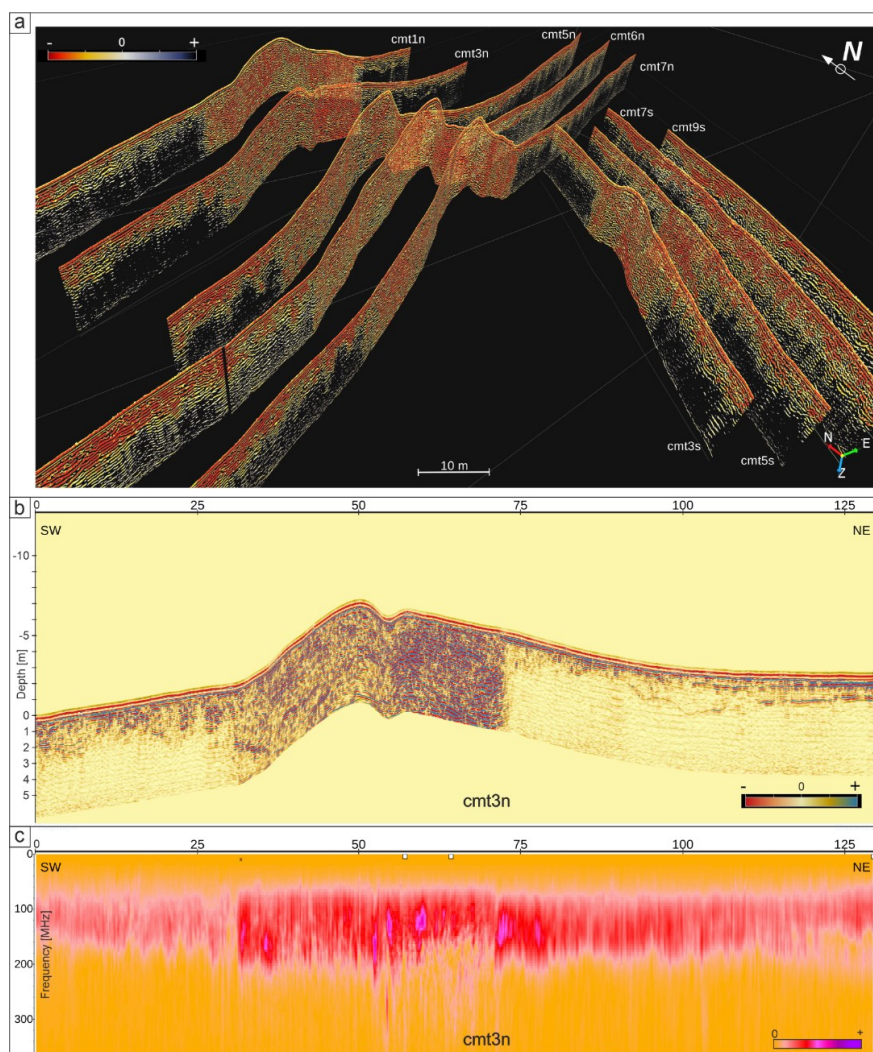 a
- 0 +
cmt1n
cmt3n
cmt5n
cmt6n
cmt7n
N
cmt7s
cmt9s
10 m
cmt3s
cmt5s
N
E
Z
b
0 25 50 75 100 125
SW NE
-10
-5
0
1
2
3
4
5
Depth [m]
cmt3n
- 0 +
c
0 25 50 75 100 125
SW NE
0
100
200
300
Frequency [MHz]
cmt3n
0 +